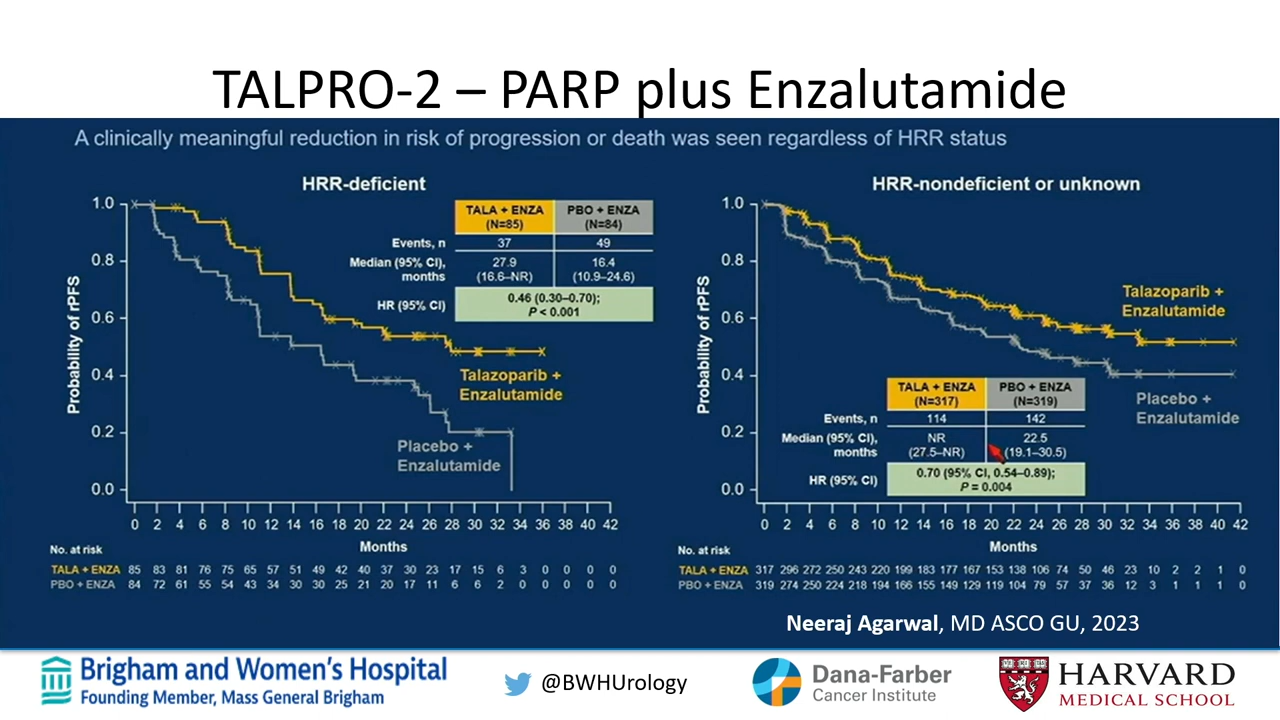 TALPRO-2 – PARP plus Enzalutamide
A clinically meaningful reduction in risk of progression or death was seen regardless of HRR status
HRR-deficient
TALA + ENZA
(N=85)
PBO + ENZA
(N=84)
Events, n
37
49
Median (95% CI),
months
27.9
(16.6–NR)
16.4
(10.9–24.6)
HR (95% CI)
0.46 (0.30–0.70);
P < 0.001
Probability of rPFS
1.0
0.8
0.6
0.4
0.2
0.0
Talazoparib +
Enzalutamide
Placebo +
Enzalutamide
0 2 4 6 8 10 12 14 16 18 20 22 24 26 28 30 32 34 36 38 40 42
Months
No. at risk
TALA + ENZA 85 83 81 76 75 65 57 51 49 42 40 37 30 23 17 15 6 3 0 0 0 0
PBO + ENZA 84 72 61 55 54 43 34 30 30 25 21 20 17 11 6 6 2 0 0 0 0 0
HRR-nondeficient or unknown
Probability of rPFS
1.0
0.8
0.6
0.4
0.2
0.0
Talazoparib +
Enzalutamide
Placebo +
Enzalutamide
TALA + ENZA
(N=317)
PBO + ENZA
(N=319)
Events, n
114
142
Median (95% CI),
months
NR
(27.5–NR)
22.5
(19.1–30.5)
HR (95% CI)
0.70 (95% CI, 0.54–0.89);
P = 0.004
0 2 4 6 8 10 12 14 16 18 20 22 24 26 28 30 32 34 36 38 40 42
Months
No. at risk
TALA + ENZA 317 296 272 250 243 220 199 183 177 167 153 138 106 74 50 46 23 10 2 2 1 0
PBO + ENZA 319 274 250 224 218 194 166 155 149 129 119 104 79 57 37 36 12 3 1 1 1 0
Neeraj Agarwal, MD ASCO GU, 2023
Brigham and Women's Hospital
Founding Member, Mass General Brigham
@BWHUrology
Dana-Farber
Cancer Institute
HARVARD
MEDICAL SCHOOL